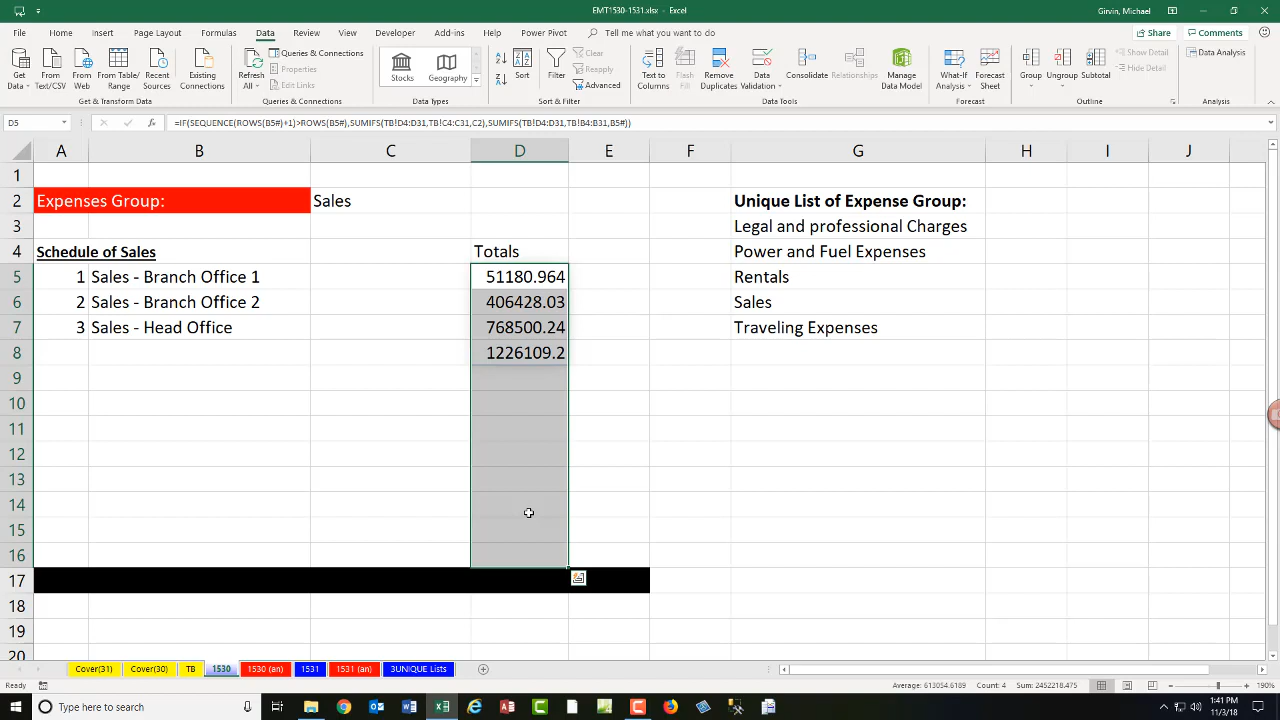 EMT1530-1531.xlsx - Excel
Girvin, Michael
File Home Insert Page Layout Formulas Data Review View Developer Add-ins Help Power Pivot Tell me what you want to do Share Comments
Get Data From Text/CSV From Web From Table/Range Recent Sources Existing Connections
Get & Transform Data
Refresh All Queries & Connections Properties Edit Links
Queries & Connections
Stocks Geography
Data Types
Sort Filter Clear Reapply Advanced
Sort & Filter
Text to Columns Flash Fill Remove Duplicates Data Validation Consolidate Relationships Manage Data Model
Data Tools
What-If Analysis Forecast Sheet
Forecast
Group Ungroup Subtotal Show Detail Hide Detail
Outline
Data Analysis
Analysis
D5 =IF(SEQUENCE(ROWS(B5#)+1)>ROWS(B5#),SUMIFS(TB!D4:D31,TB!C4:C31,C2),SUMIFS(TB!D4:D31,TB!B4:B31,B5#))
A B C D E F G H I J
1
2 Expenses Group: Sales Unique List of Expense Group:
3 Legal and professional Charges
4 Schedule of Sales Totals Power and Fuel Expenses
5 1 Sales - Branch Office 1 51180.964 Rentals
6 2 Sales - Branch Office 2 406428.03 Sales
7 3 Sales - Head Office 768500.24 Traveling Expenses
8 1226109.2
9
10
11
12
13
14
15
16
17
18
19
20
Cover(31) Cover(30) TB 1530 1530 (an) 1531 1531 (an) 3UNIQUE Lists
Ready Average: 613054.6189 Count: 4 Sum: 2452218.475 190%
Type here to search 1:41 PM
11/3/18